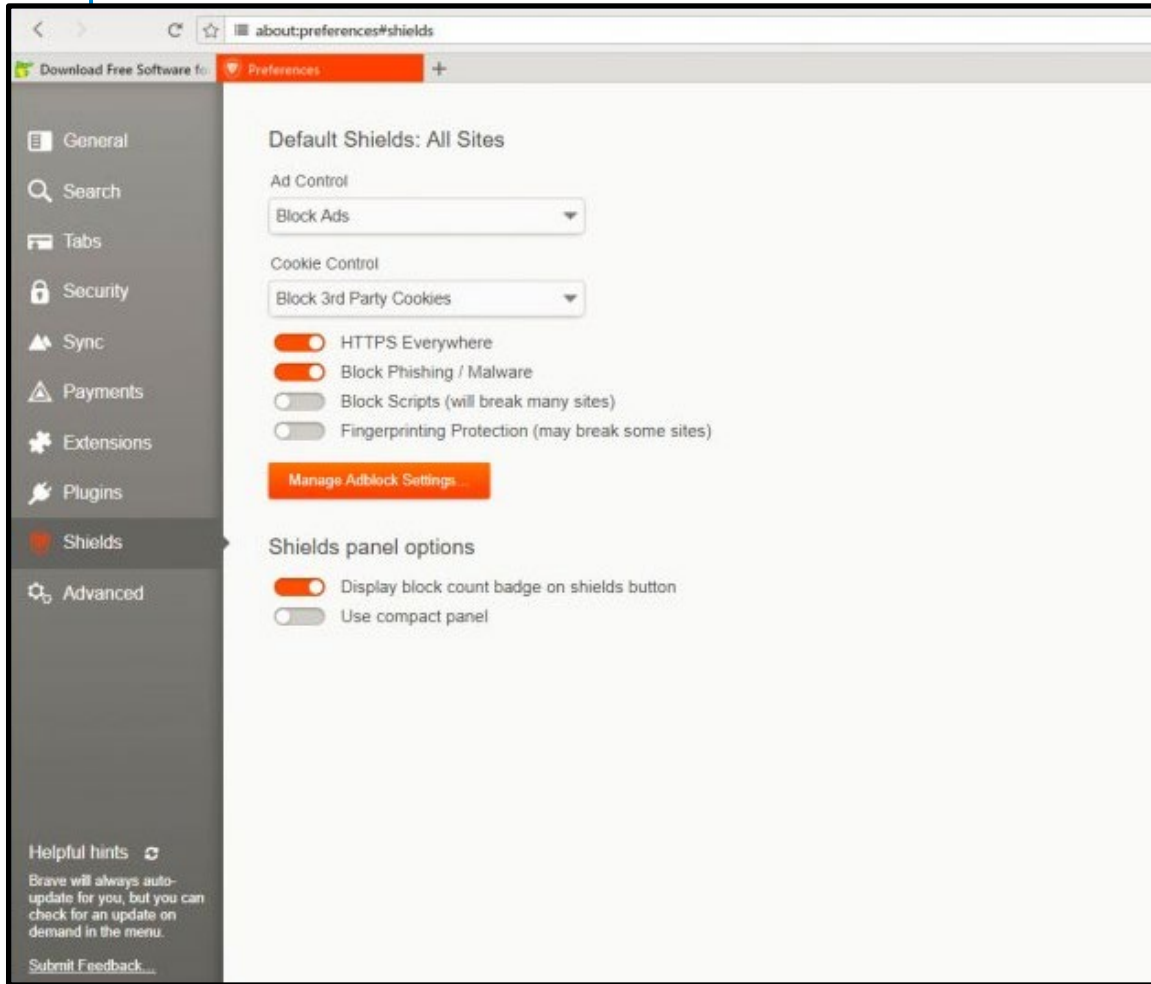 about:preferences#shields
Download Free Software fo
Preferences
General
Search
Tabs
Security
Sync
Payments
Extensions
Plugins
Shields
Advanced
Helpful hints
Brave will always auto-
update for you, but you can
check for an update on
demand in the menu.
Submit Feedback...
Default Shields: All Sites
Ad Control
Block Ads
Cookie Control
Block 3rd Party Cookies
HTTPS Everywhere
Block Phishing / Malware
Block Scripts (will break many sites)
Fingerprinting Protection (may break some sites)
Manage Adblock Settings...
Shields panel options
Display block count badge on shields button
Use compact panel